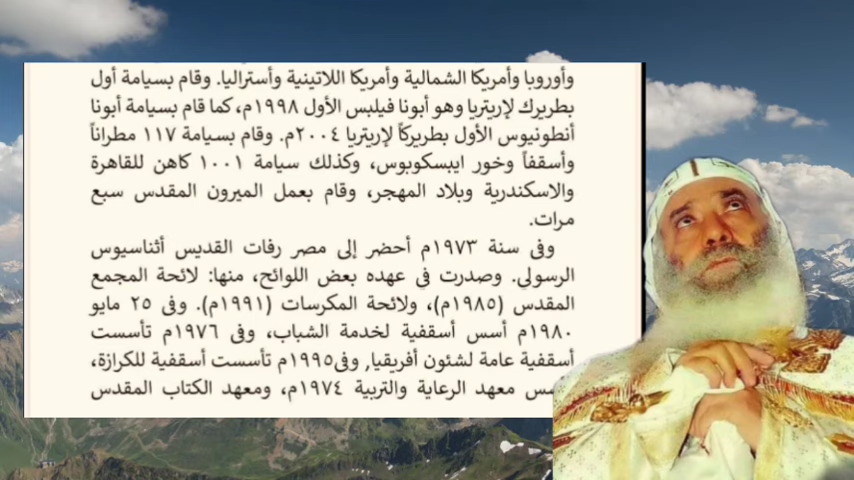 وأوروبا وأمريكا الشمالية وأمريكا اللاتينية وأستراليا. وقام بسيامة أول
بطريرك لإريتريا وهو أبونا فيلبس الأول ١٩٩٨م، كما قام بسيامة أبونا
أنطونيوس الأول بطريركاً لإريتريا ٢٠٠٤م. وقام بسيامة ١١٧ مطراناً
وأسقفاً وخور ايبسكوبوس، وكذلك سيامة ١٠٠١ كاهن للقاهرة
والاسكندرية وبلاد المهجر، وقام بعمل الميرون المقدس سبع
مرات.
وفى سنة ١٩٧٣م أحضر إلى مصر رفات القديس أثناسيوس
الرسولي. وصدرت في عهده بعض اللوائح، منها: لائحة المجمع
المقدس (١٩٨٥م)، ولائحة المكرسات (١٩٩١م). وفى ٢٥ مايو
١٩٨٠م أسس أسقفية لخدمة الشباب، وفى ١٩٧٦م تأسست
أسقفية عامة لشئون أفريقيا, وفى١٩٩٥م تأسست أسقفية للكرازة،
معهد الرعاية والتربية ١٩٧٤م، ومعهد الكتاب المقدس